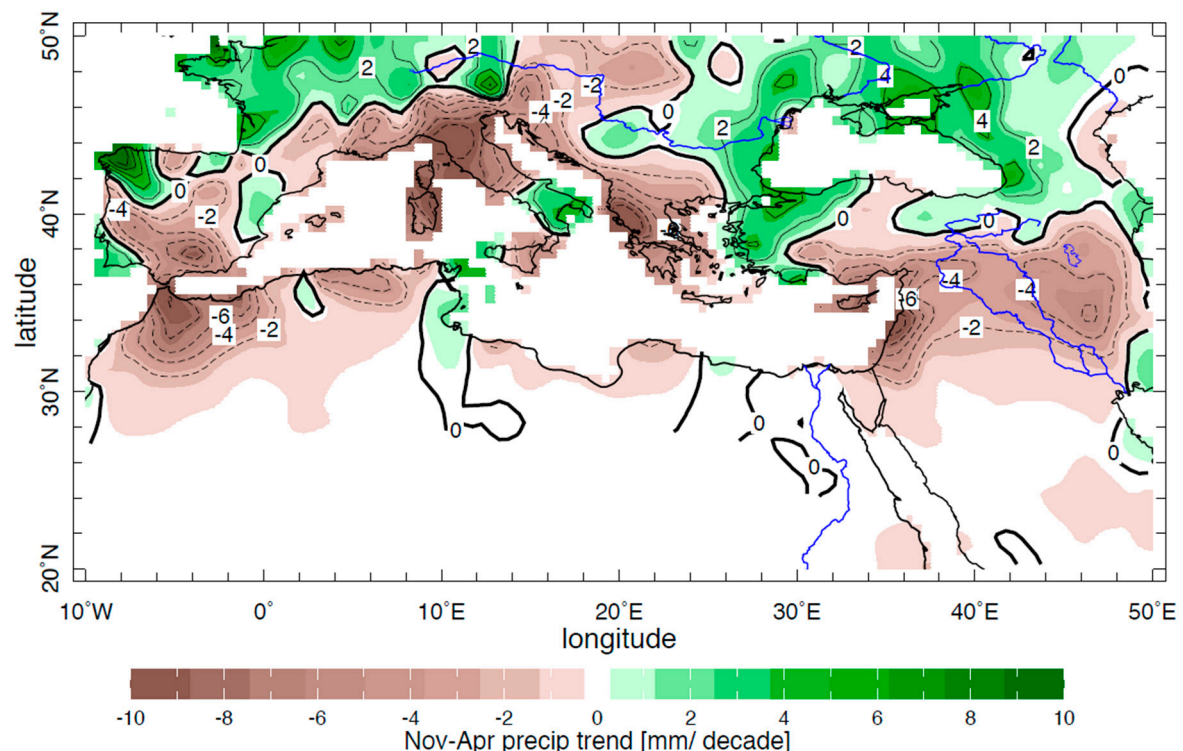 50˚N
40˚N
30˚N
20˚N
latitude
2 2 2 4 0
-2 -2 -4 0 2 4 2 0
0 0
-4 -2 0 0
-6 -4 -2
-6 -4 -4 -2
0 0 0 0
10˚W 0˚ 10˚E 20˚E 30˚E 40˚E 50˚E
longitude
-10 -8 -6 -4 -2 0 2 4 6 8 10
Nov-Apr precip trend [mm/ decade]